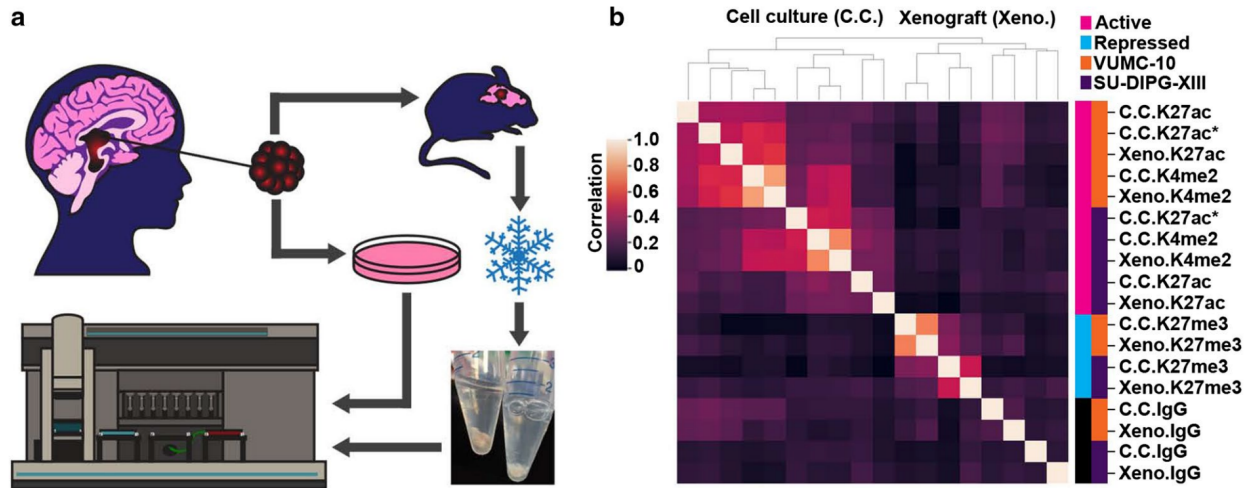 a
b
Cell culture (C.C.) Xenograft (Xeno.)
Active
Repressed
VUMC-10
SU-DIPG-XIII
Correlation
1.0
0.8
0.6
0.4
0.2
0
C.C.K27ac
C.C.K27ac*
Xeno.K27ac
C.C.K4me2
Xeno.K4me2
C.C.K27ac*
C.C.K4me2
Xeno.K4me2
C.C.K27ac
Xeno.K27ac
C.C.K27me3
Xeno.K27me3
C.C.K27me3
Xeno.K27me3
C.C.IgG
Xeno.IgG
C.C.IgG
Xeno.IgG